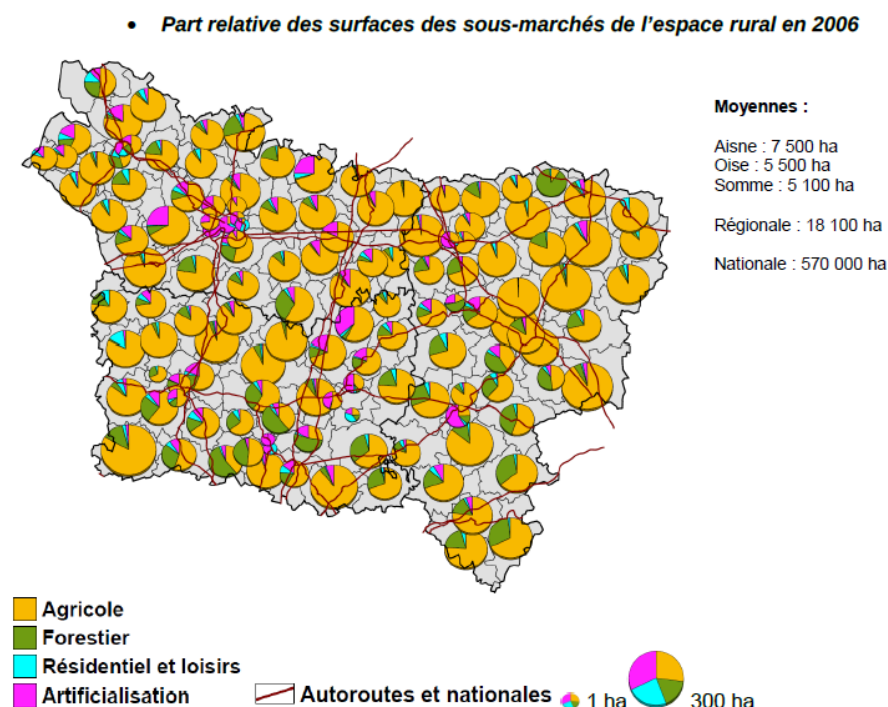 • Part relative des surfaces des sous-marchés de l'espace rural en 2006
Moyennes :
Aisne : 7 500 ha
Oise : 5 500 ha
Somme : 5 100 ha
Régionale : 18 100 ha
Nationale : 570 000 ha
Agricole
Forestier
Résidentiel et loisirs
Artificialisation
Autoroutes et nationales
1 ha
300 ha